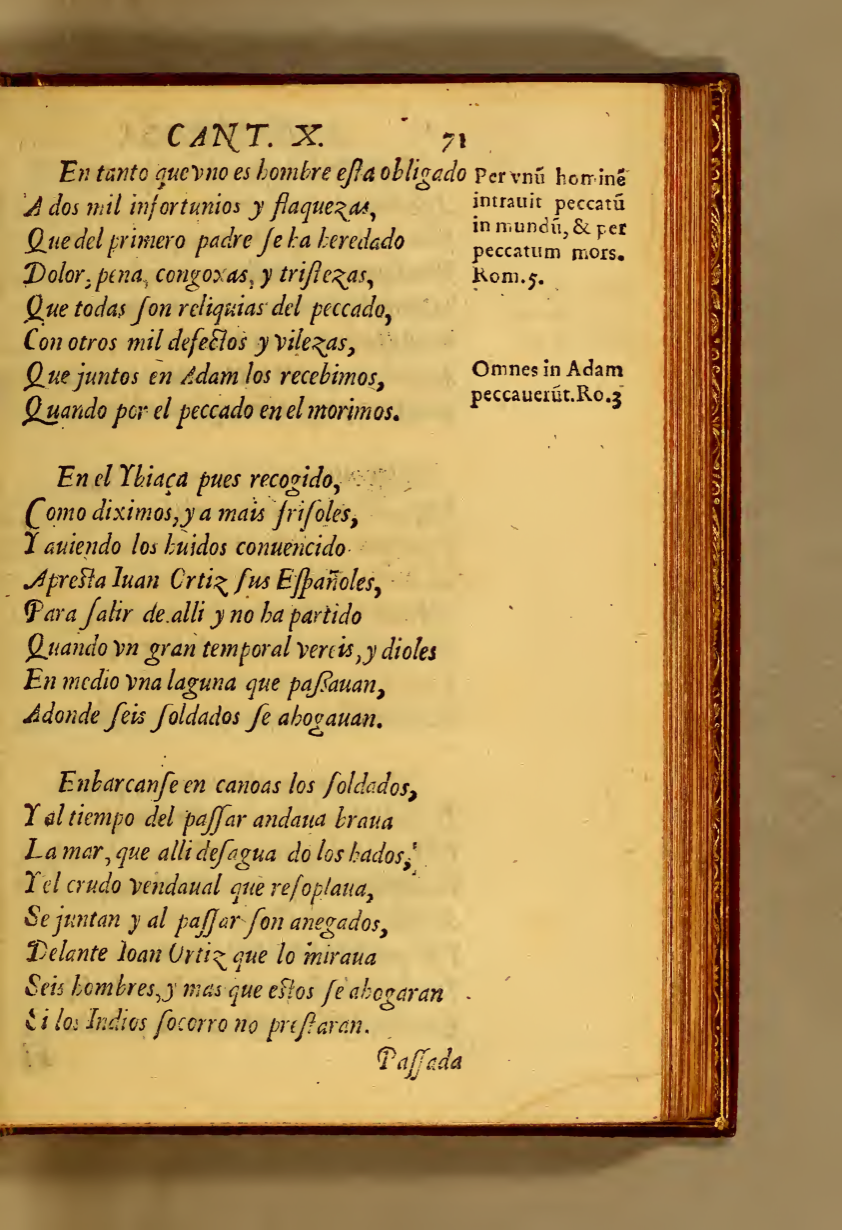 CANT. X. 71
En tanto que vno es hombre eſta obligado
A dos mil infortunios y flaquezas,
Que del primero padre ſe ha heredado
Dolor, pena, congoxas, y triſtezas,
Que todas ſon reliquias del peccado,
Con otros mil defectos y vilezas,
Que juntos en Adam los recebimos,
Quando por el peccado en el morimos.
Per vnū hominē
intrauit peccatū
in mundū, & per
peccatum mors.
Rom. 5.
Omnes in Adam
peccauerūt. Ro. 3
En el Ybiaça pues recogido,
Como diximos, y a mais friſoles,
Y auiendo los huidos conuencido
Apreſta Iuan Ortiz ſus Eſpañoles,
Para ſalir de alli y no ha partido
Quando vn gran temporal vereis, y dioles
En medio vna laguna que paſſauan,
Adonde ſeis ſoldados ſe ahogauan.
Enbarcanſe en canoas los ſoldados,
Y al tiempo del paſſar andaua braua
La mar, que alli deſagua do los hados,
Y el crudo vendaual que reſoplaua,
Se juntan y al paſſar ſon anegados,
Delante Ioan Ortiz que lo miraua
Seis hombres, y mas que eſtos ſe ahogaran
Si los Indios ſocorro no preſtaran.
Paſſada